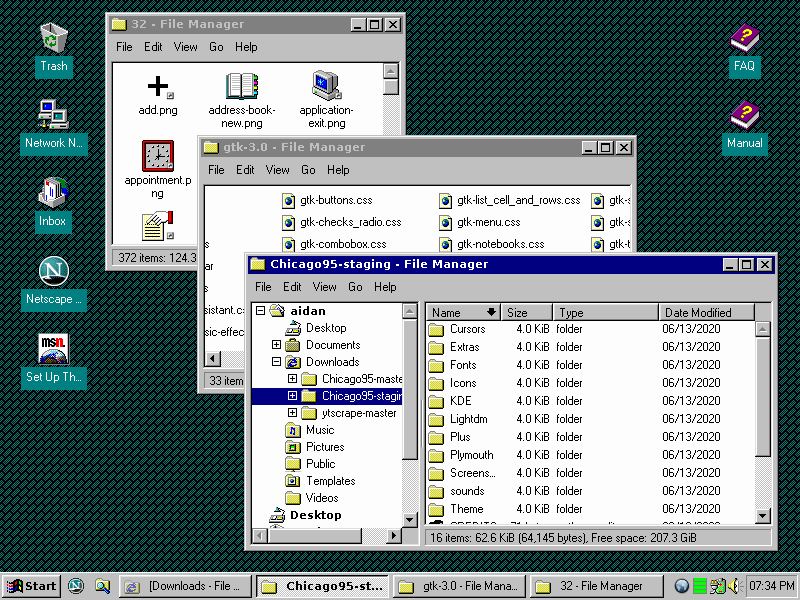 Trash
Network N...
Inbox
Netscape ...
msn.
Set Up Th...
FAQ
Manual
32 - File Manager
File Edit View Go Help
add.png
address-book-
new.png
application-
exit.png
appointment.p
ng
372 items: 124.3
gtk-3.0 - File Manager
File Edit View Go Help
gtk-buttons.css
gtk-list_cell_and_rows.css
gtk-s
gtk-checks_radio.css
gtk-menu.css
gtk-s
gtk-combobox.css
gtk-notebooks.css
gtk-t
ar
sistant.c
sic-effec
33 item
Chicago95-staging - File Manager
File Edit View Go Help
aidan
Desktop
Documents
Downloads
Chicago95-maste
Chicago95-stagin
ytscrape-master
Music
Pictures
Public
Templates
Videos
Desktop
Name Size Type Date Modified
Cursors 4.0 KiB folder 06/13/2020
Extras 4.0 KiB folder 06/13/2020
Fonts 4.0 KiB folder 06/13/2020
Icons 4.0 KiB folder 06/13/2020
KDE 4.0 KiB folder 06/13/2020
Lightdm 4.0 KiB folder 06/13/2020
Plus 4.0 KiB folder 06/13/2020
Plymouth 4.0 KiB folder 06/13/2020
Screens... 4.0 KiB folder 06/13/2020
sounds 4.0 KiB folder 06/13/2020
Theme 4.0 KiB folder 06/13/2020
CREDITS
16 items: 62.6 KiB (64,145 bytes), Free space: 207.3 GiB
Start
[Downloads - File ...
Chicago95-st...
gtk-3.0 - File Mana...
32 - File Manager
07:34 PM